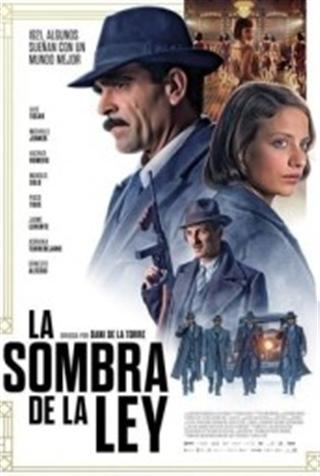 1921. ALGUNOS
SUEÑAN CON UN
MUNDO MEJOR
LUIS
TOSAR
MICHELLE
JENNER
VICENTE
ROMERO
MANOLO
SOLO
PACO
TOUS
JAIME
LORENTE
ADRIANA
TORREBEJANO
ERNESTO
ALTERIO
LA
DIRIGIDA POR DANI DE LA TORRE
SOMBRA
DE LA LEY